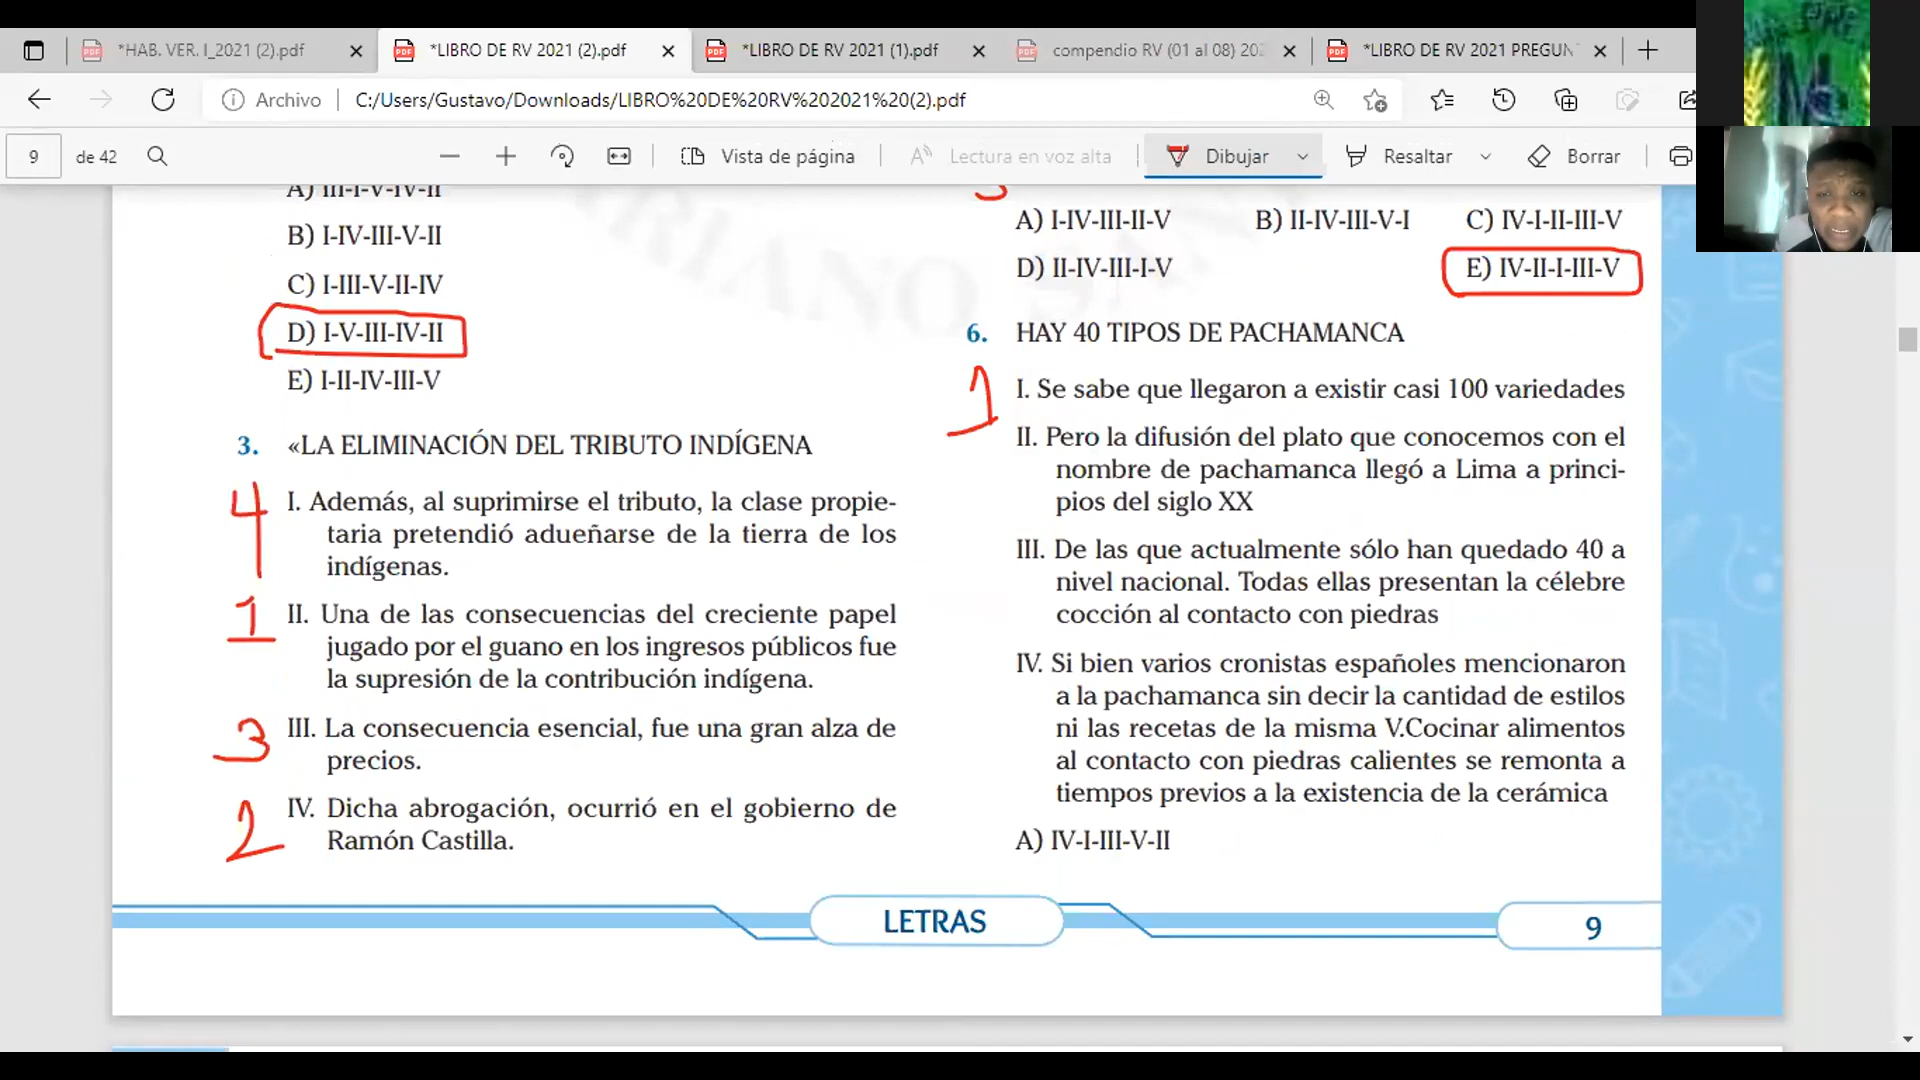 *HAB. VER. I_2021 (2).pdf
*LIBRO DE RV 2021 (2).pdf
*LIBRO DE RV 2021 (1).pdf
compendio RV (01 al 08) 202
*LIBRO DE RV 2021 PREGUN
Archivo
C:/Users/Gustavo/Downloads/LIBRO%20DE%20RV%202021%20(2).pdf
9 de 42
Vista de página
Lectura en voz alta
Dibujar
Resaltar
Borrar
A) III-I-V-IV-II
B) I-IV-III-V-II
C) I-III-V-II-IV
D) I-V-III-IV-II
E) I-II-IV-III-V
3. «LA ELIMINACIÓN DEL TRIBUTO INDÍGENA
4
I. Además, al suprimirse el tributo, la clase propie-
taria pretendió adueñarse de la tierra de los
indígenas.
1
II. Una de las consecuencias del creciente papel
jugado por el guano en los ingresos públicos fue
la supresión de la contribución indígena.
3
III. La consecuencia esencial, fue una gran alza de
precios.
2
IV. Dicha abrogación, ocurrió en el gobierno de
Ramón Castilla.
A) I-IV-III-II-V B) II-IV-III-V-I C) IV-I-II-III-V
D) II-IV-III-I-V E) IV-II-I-III-V
6. HAY 40 TIPOS DE PACHAMANCA
1
I. Se sabe que llegaron a existir casi 100 variedades
II. Pero la difusión del plato que conocemos con el
nombre de pachamanca llegó a Lima a princi-
pios del siglo XX
III. De las que actualmente sólo han quedado 40 a
nivel nacional. Todas ellas presentan la célebre
cocción al contacto con piedras
IV. Si bien varios cronistas españoles mencionaron
a la pachamanca sin decir la cantidad de estilos
ni las recetas de la misma V.Cocinar alimentos
al contacto con piedras calientes se remonta a
tiempos previos a la existencia de la cerámica
A) IV-I-III-V-II
LETRAS
9